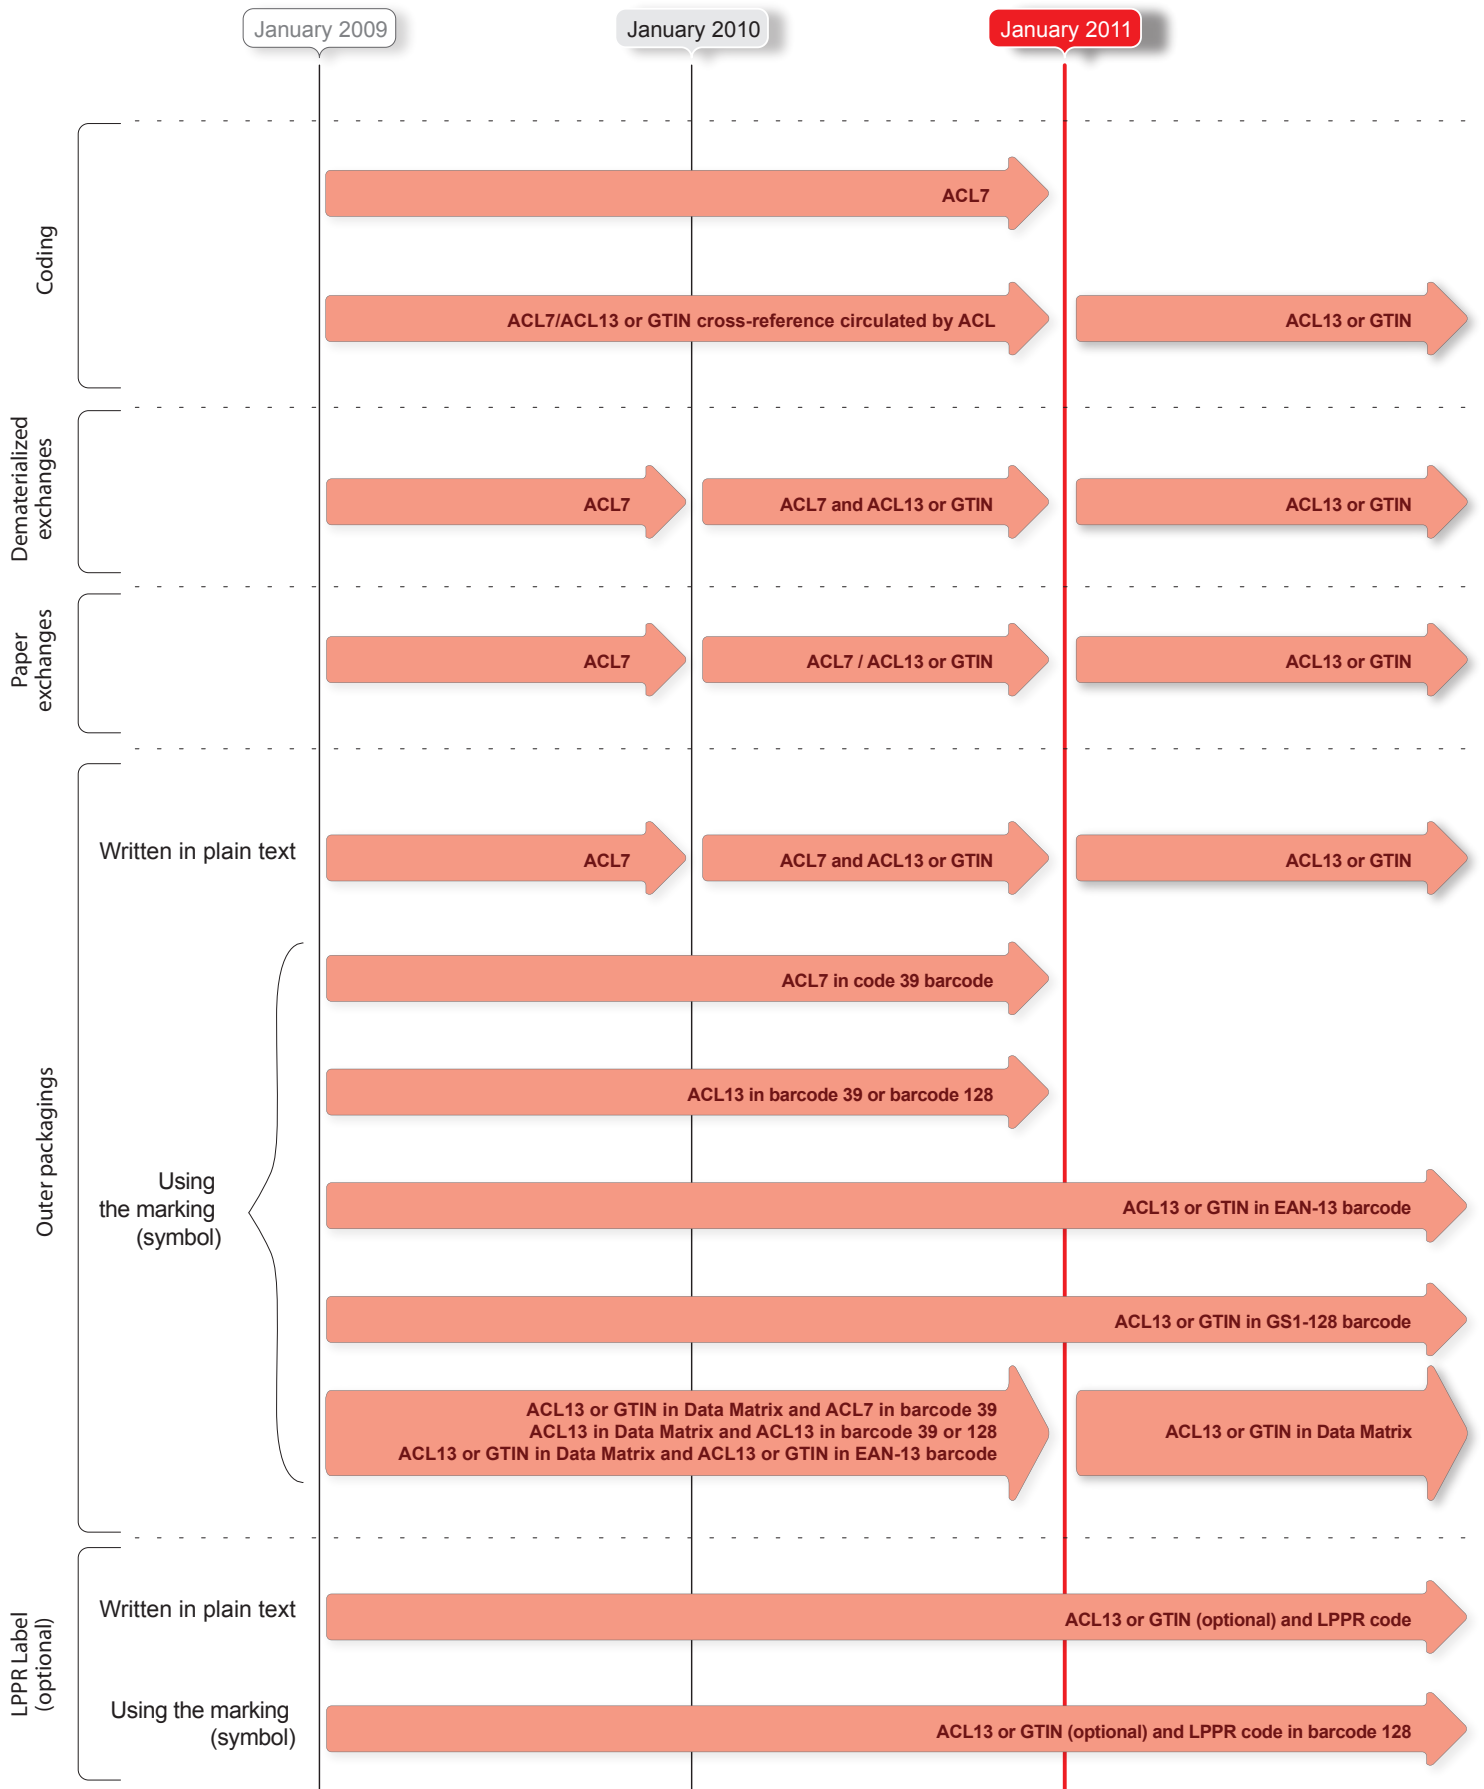 January 2009
January 2010
January 2011
Coding
ACL7
ACL7/ACL13 or GTIN cross-reference circulated by ACL
ACL13 or GTIN
Dematerialized
exchanges
ACL7
ACL7 and ACL13 or GTIN
ACL13 or GTIN
Paper
exchanges
ACL7
ACL7 / ACL13 or GTIN
ACL13 or GTIN
Outer packagings
Written in plain text
ACL7
ACL7 and ACL13 or GTIN
ACL13 or GTIN
Using
the marking
(symbol)
ACL7 in code 39 barcode
ACL13 in barcode 39 or barcode 128
ACL13 or GTIN in EAN-13 barcode
ACL13 or GTIN in GS1-128 barcode
ACL13 or GTIN in Data Matrix and ACL7 in barcode 39
ACL13 in Data Matrix and ACL13 in barcode 39 or 128
ACL13 or GTIN in Data Matrix and ACL13 or GTIN in EAN-13 barcode
ACL13 or GTIN in Data Matrix
LPPR Label
(optional)
Written in plain text
ACL13 or GTIN (optional) and LPPR code
Using the marking
(symbol)
ACL13 or GTIN (optional) and LPPR code in barcode 128